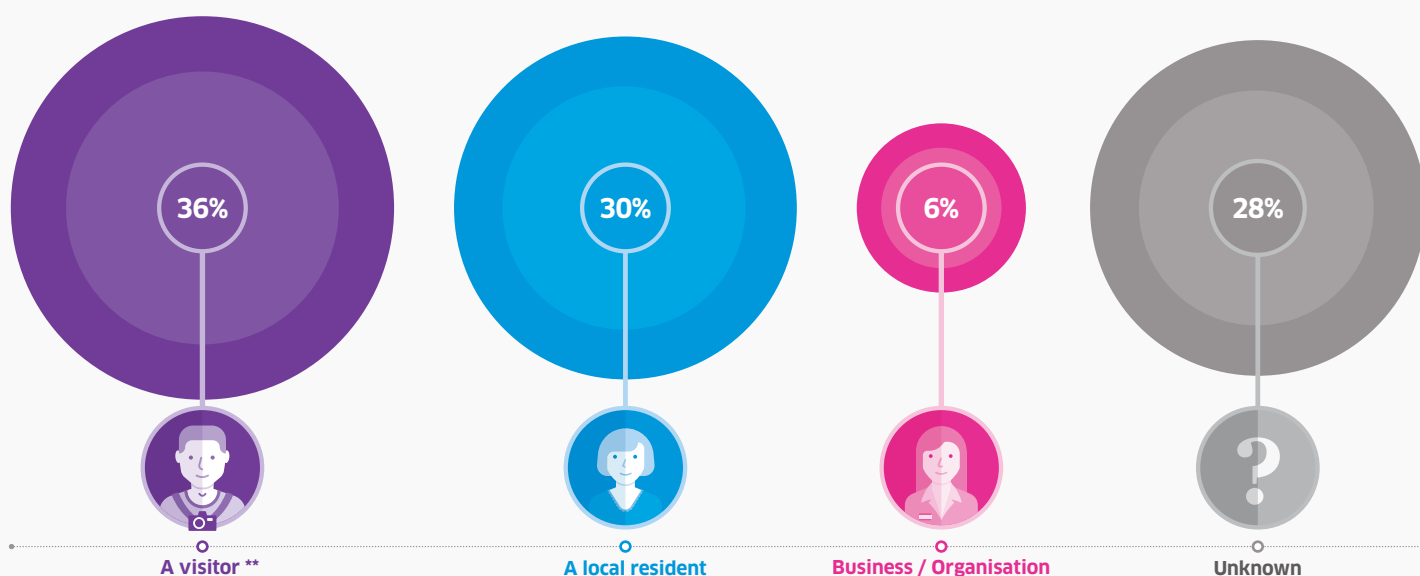 36%
30%
6%
28%
?
A visitor **
A local resident
Business / Organisation
Unknown